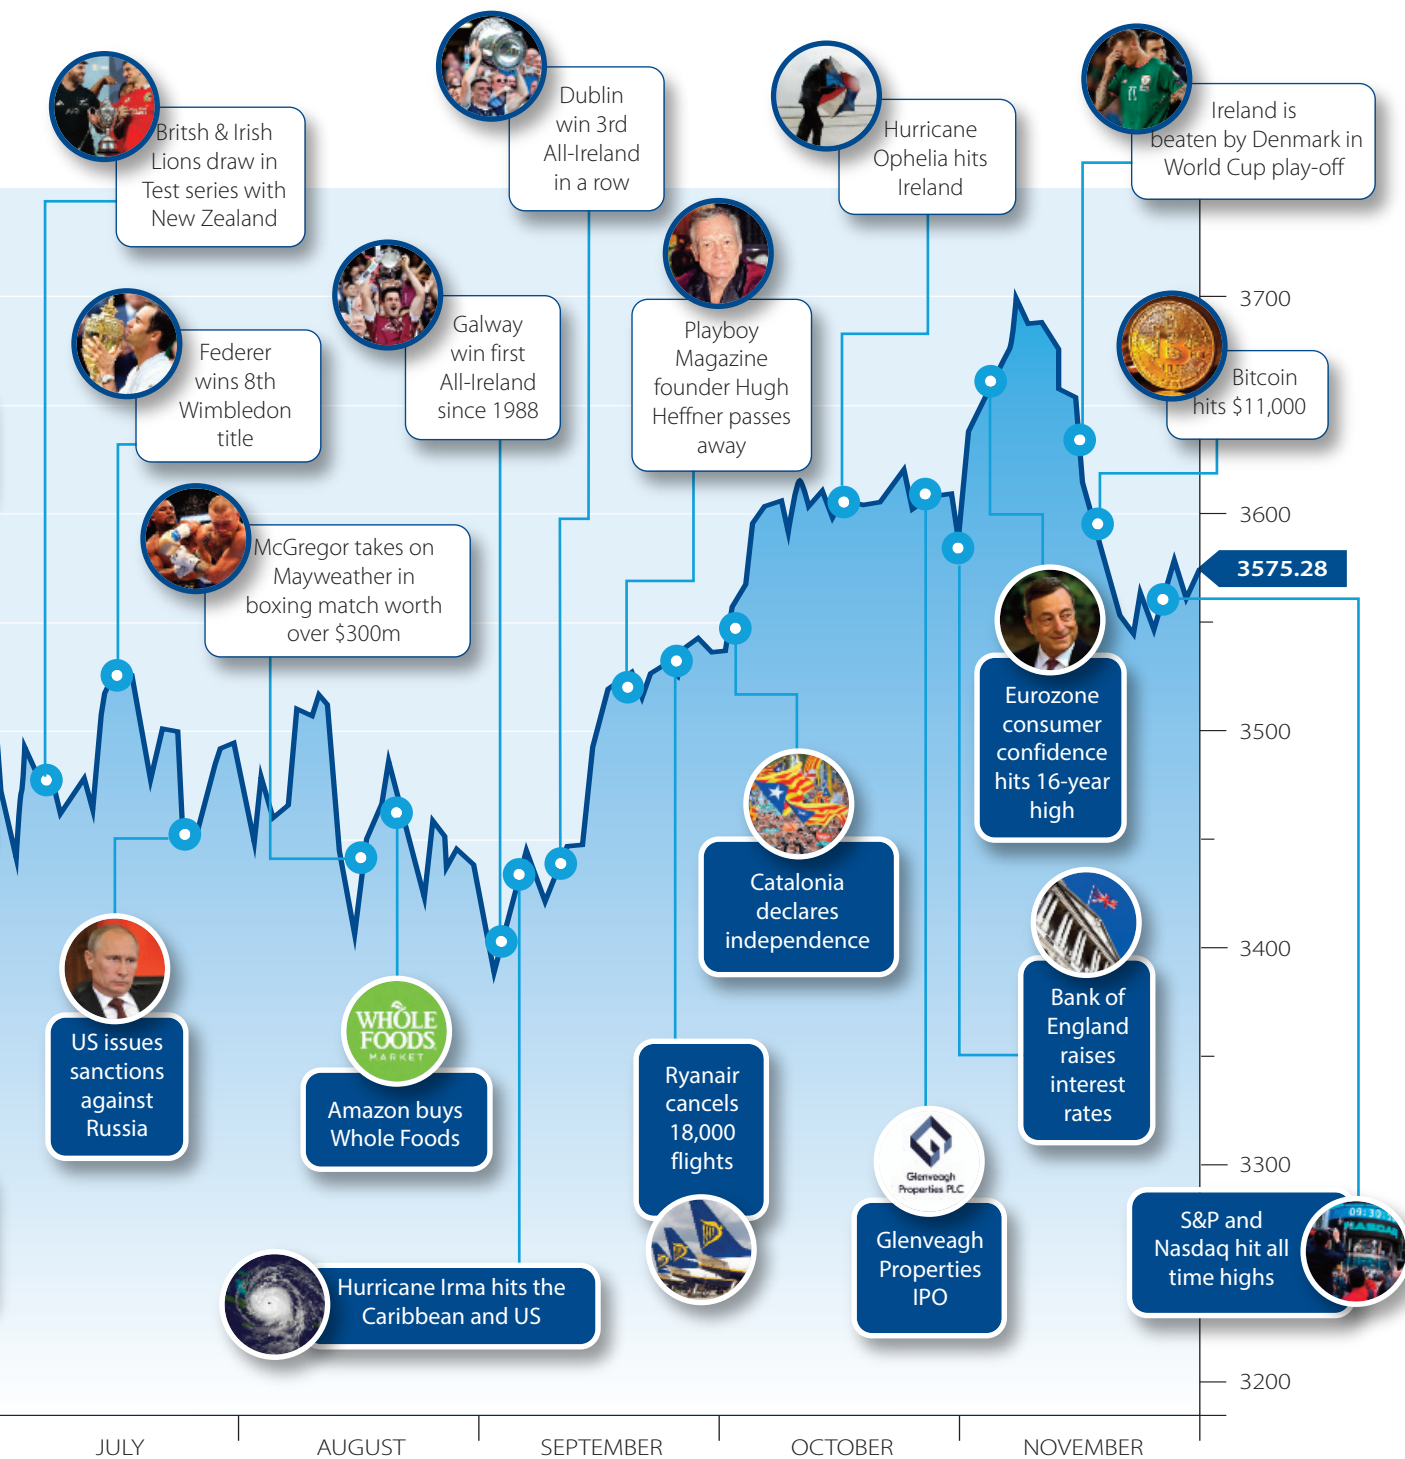 Britsh & Irish
Lions draw in
Test series with
New Zealand
Dublin
win 3rd
All-Ireland
in a row
Hurricane
Ophelia hits
Ireland
Ireland is
beaten by Denmark in
World Cup play-off
Federer
wins 8th
Wimbledon
title
Galway
win first
All-Ireland
since 1988
Playboy
Magazine
founder Hugh
Heffner passes
away
Bitcoin
hits $11,000
McGregor takes on
Mayweather in
boxing match worth
over $300m
3700
3600
3575.28
3500
3400
3300
3200
Eurozone
consumer
confidence
hits 16-year
high
Catalonia
declares
independence
Bank of
England
raises
interest
rates
US issues
sanctions
against
Russia
WHOLE
FOODS
MARKET
Amazon buys
Whole Foods
Ryanair
cancels
18,000
flights
Glenveagh
Properties PLC
Glenveagh
Properties
IPO
S&P and
Nasdaq hit all
time highs
09:30:
NASDAQ
Hurricane Irma hits the
Caribbean and US
JULY
AUGUST
SEPTEMBER
OCTOBER
NOVEMBER